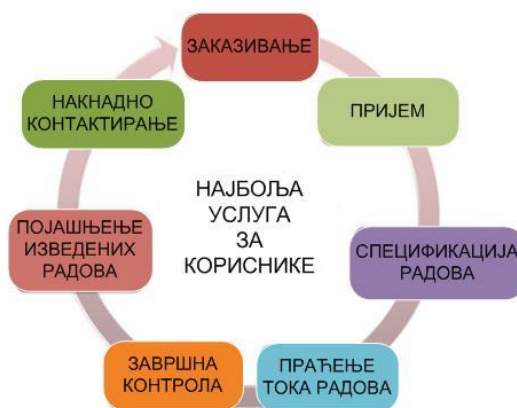 ЗАКАЗИВАЊЕ
ПРИЈЕМ
СПЕЦИФИКАЦИЈА
РАДОВА
ПРАЋЕЊЕ
ТОКА РАДОВА
ЗАВРШНА
КОНТРОЛА
ПОЈАШЊЕЊЕ
ИЗВЕДЕНИХ
РАДОВА
НАКНАДНО
КОНТАКТИРАЊЕ
НАЈБОЉА
УСЛУГА
ЗА
КОРИСНИКЕ